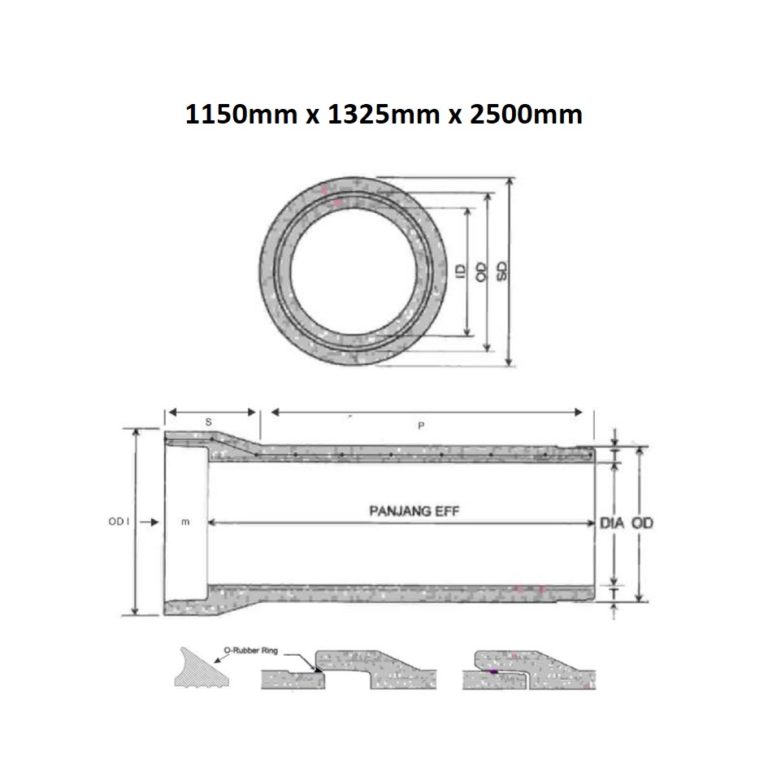 1150mm x 1325mm x 2500mm
ID
OD
SD
S
P
PANJANG EFF
OD I
m
DIA
OD
T
T
O-Rubber Ring